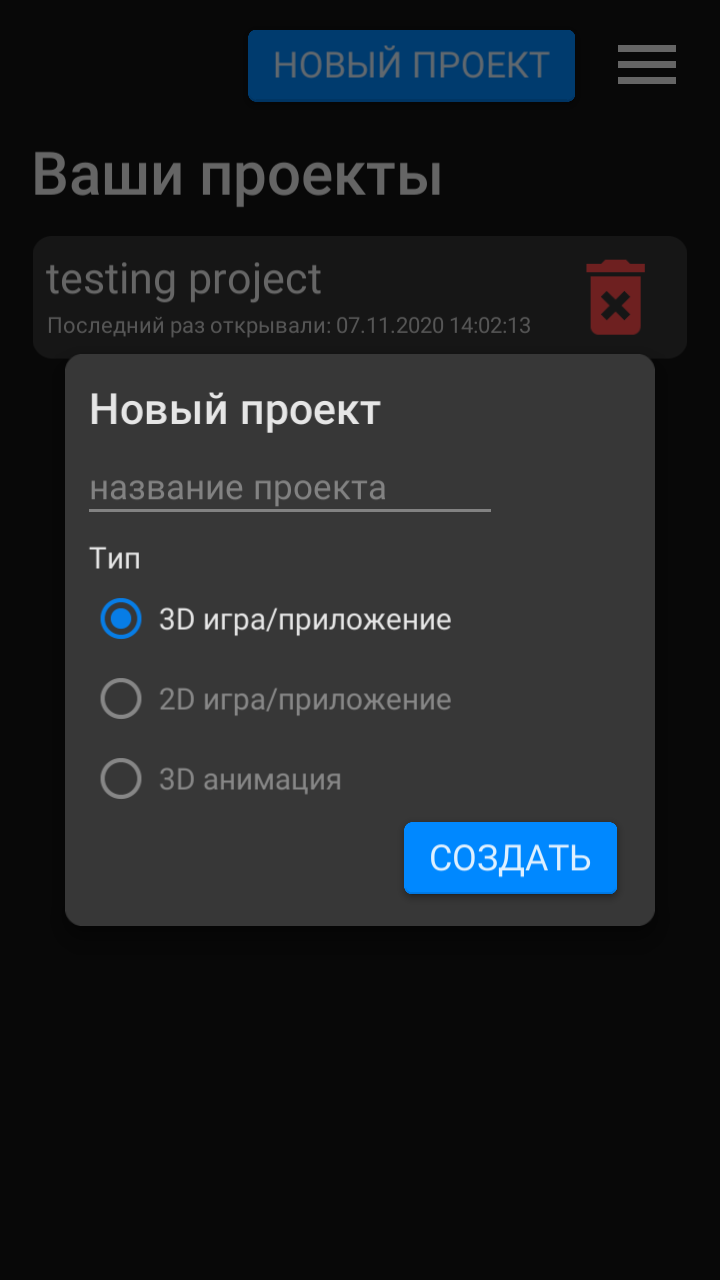 НОВЫЙ ПРОЕКТ
Ваши проекты
testing project
Последний раз открывали: 07.11.2020 14:02:13
Новый проект
название проекта
Тип
3D игра/приложение
2D игра/приложение
3D анимация
СОЗДАТЬ